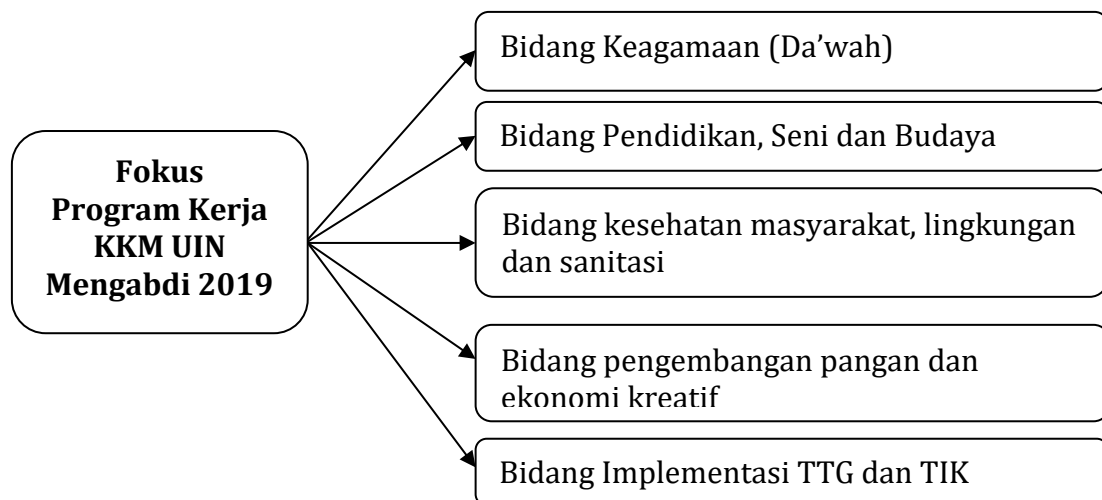 Fokus
Program Kerja
KKM UIN
Mengabdi 2019
Bidang Keagamaan (Da’wah)
Bidang Pendidikan, Seni dan Budaya
Bidang kesehatan masyarakat, lingkungan
dan sanitasi
Bidang pengembangan pangan dan
ekonomi kreatif
Bidang Implementasi TTG dan TIK